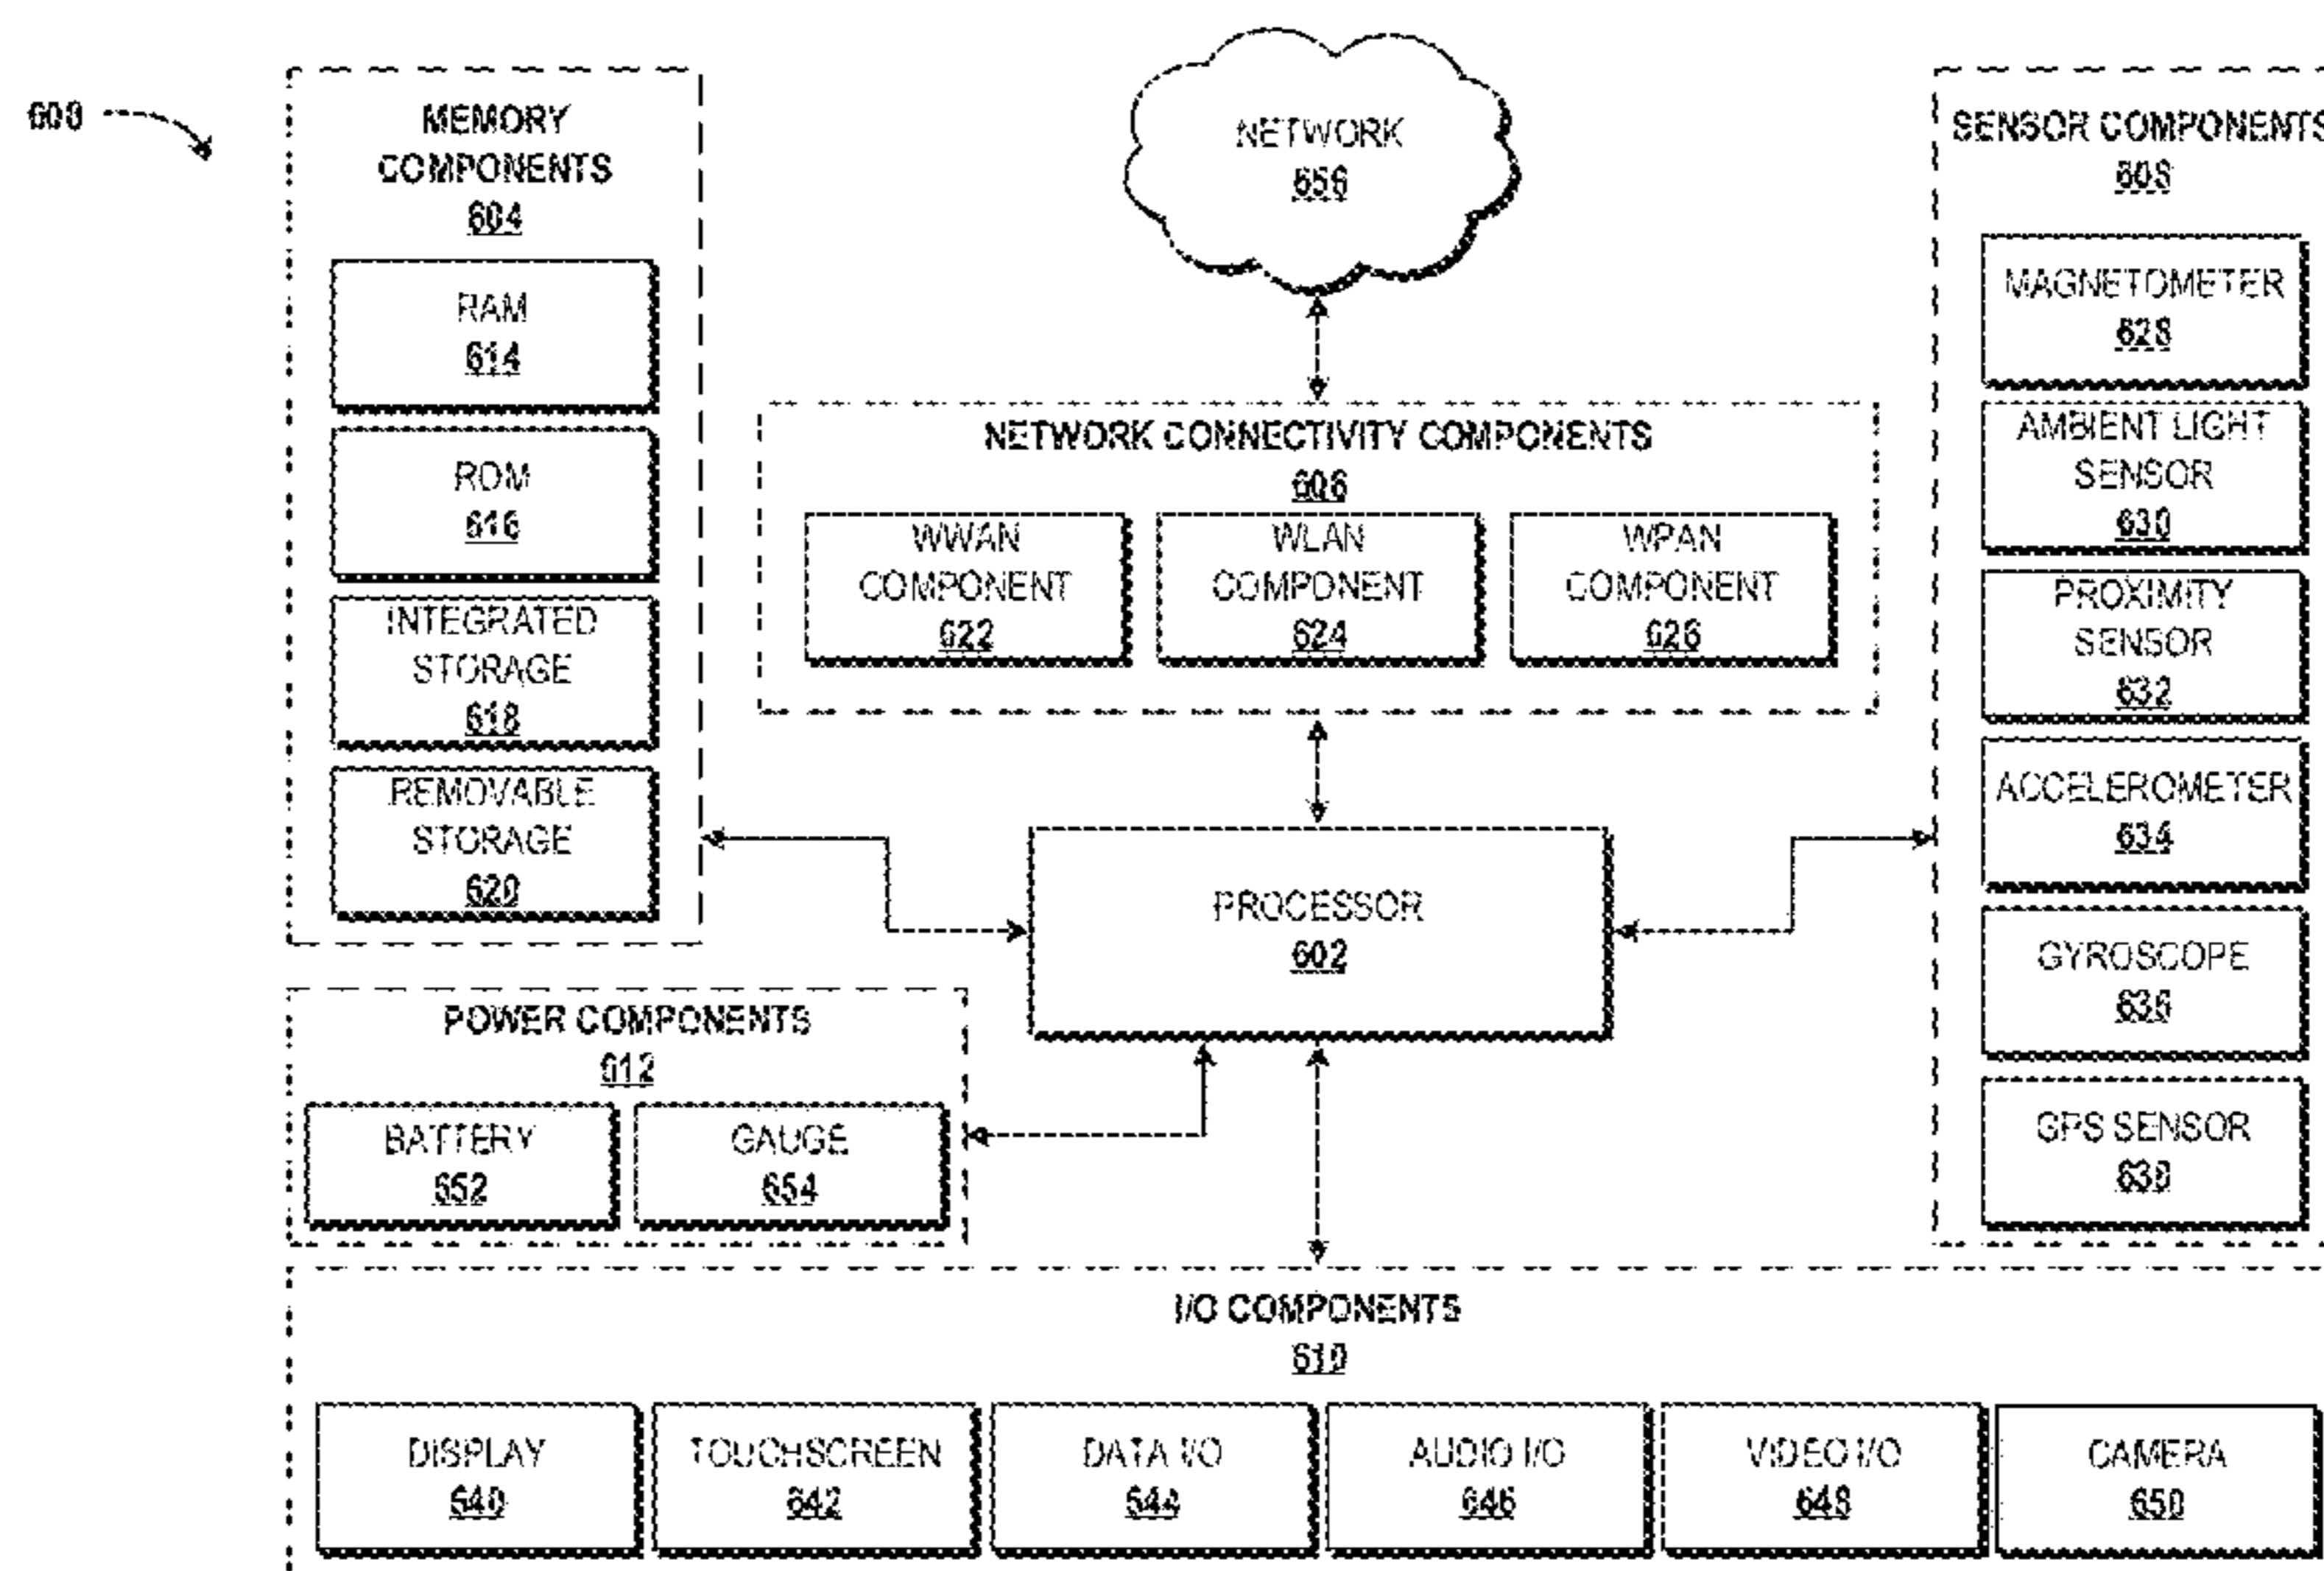 600
MEMORY
COMPONENTS
604
RAM
614
ROM
616
INTEGRATED
STORAGE
618
REMOVABLE
STORAGE
620
NETWORK
656
NETWORK CONNECTIVITY COMPONENTS
606
WWAN
COMPONENT
622
WLAN
COMPONENT
624
WPAN
COMPONENT
626
SENSOR COMPONENTS
608
MAGNETOMETER
628
AMBIENT LIGHT
SENSOR
630
PROXIMITY
SENSOR
632
ACCELEROMETER
634
GYROSCOPE
636
GPS SENSOR
638
PROCESSOR
602
POWER COMPONENTS
612
BATTERY
652
GAUGE
654
I/O COMPONENTS
610
DISPLAY
640
TOUCHSCREEN
642
DATA I/O
644
AUDIO I/O
646
VIDEO I/O
648
CAMERA
650